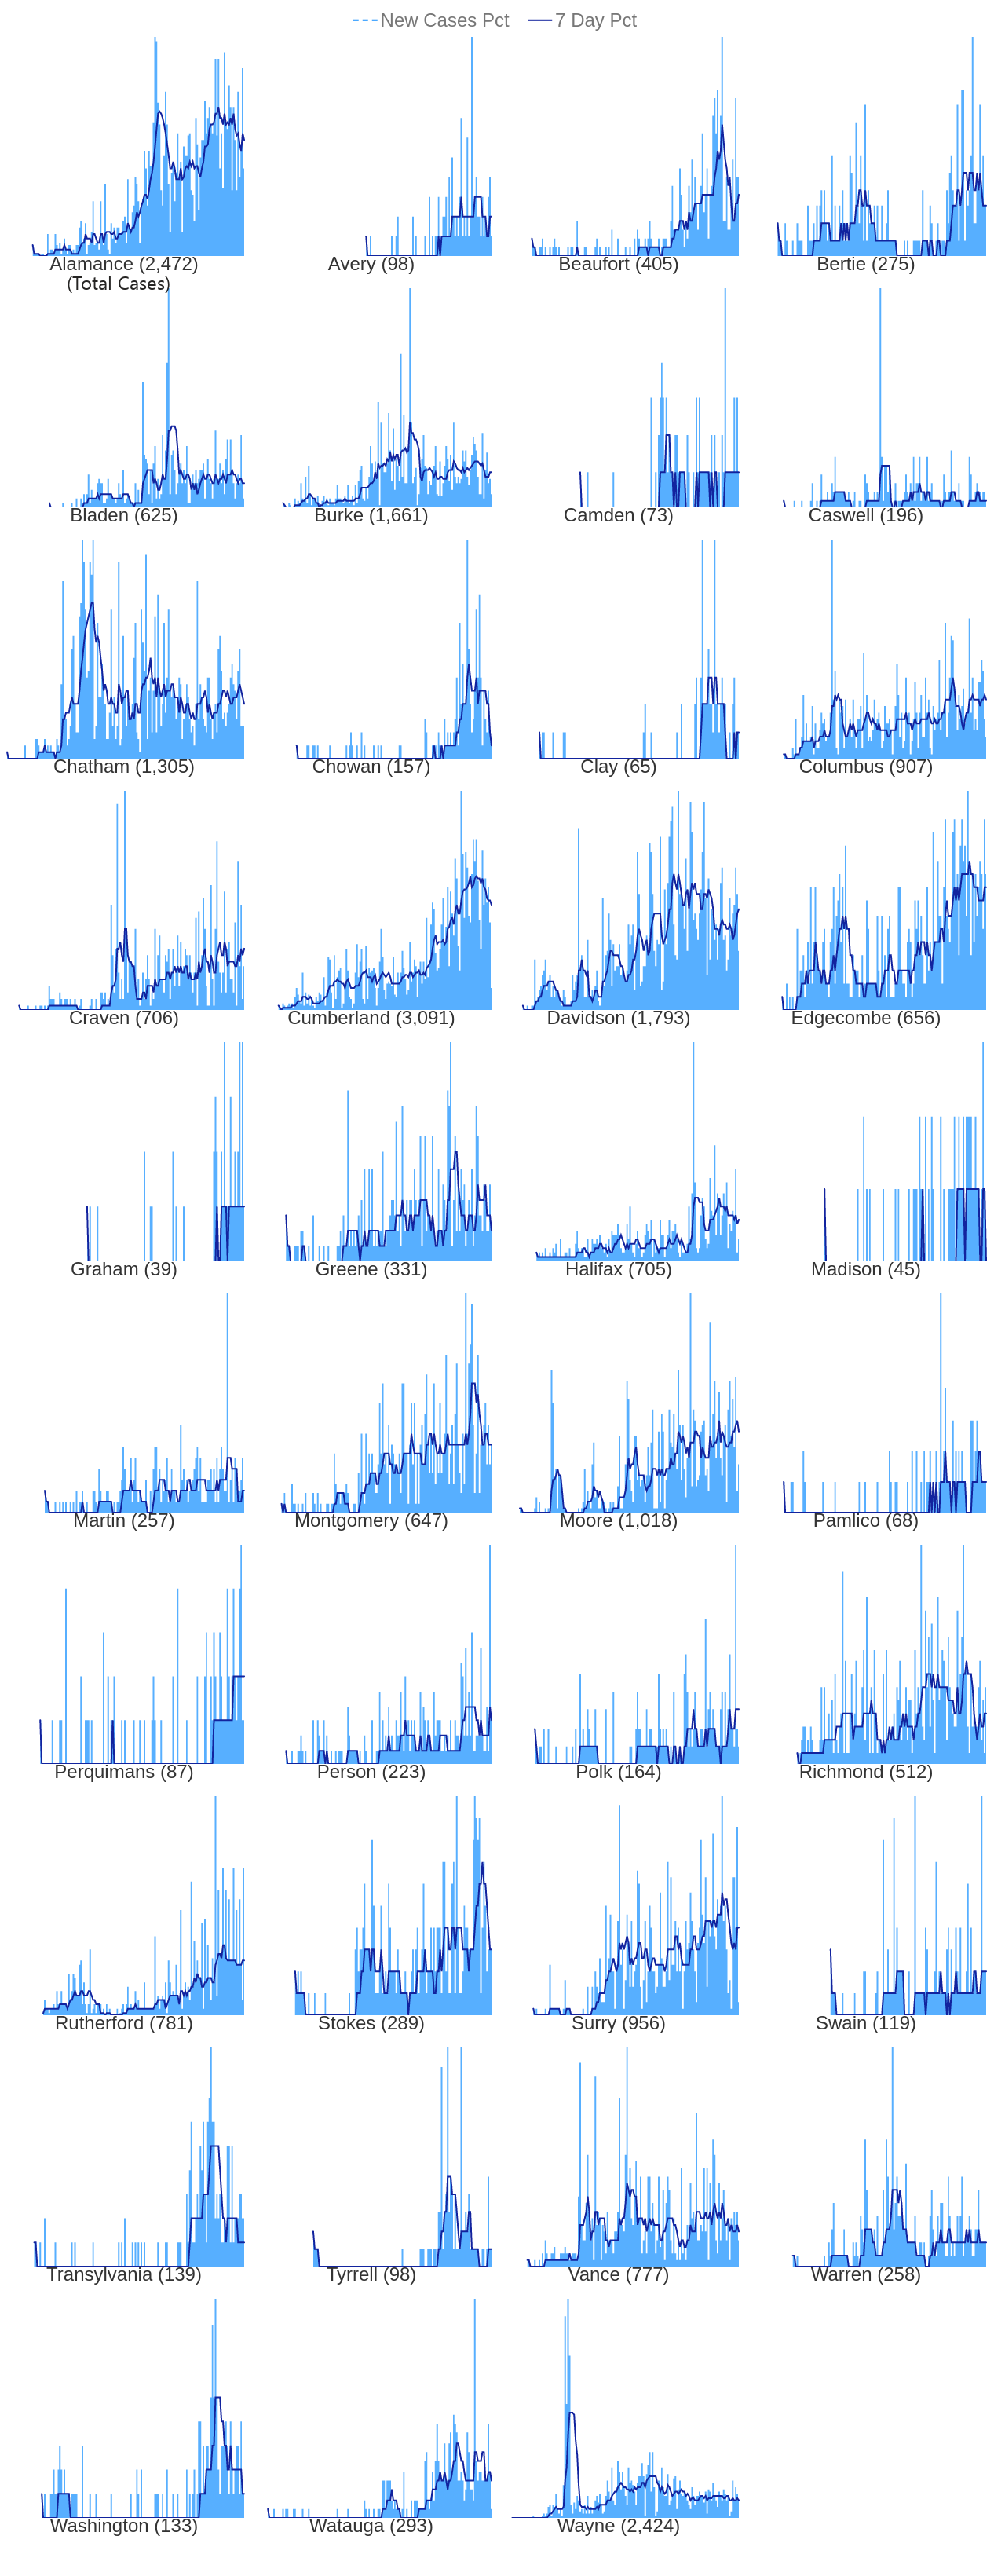 New Cases Pct 7 Day Pct
Alamance (2,472) Avery (98) Beaufort (405) Bertie (275)
(Total Cases)
Bladen (625) Burke (1,661) Camden (73) Caswell (196)
Chatham (1,305) Chowan (157) Clay (65) Columbus (907)
Craven (706) Cumberland (3,091) Davidson (1,793) Edgecombe (656)
Graham (39) Greene (331) Halifax (705) Madison (45)
Martin (257) Montgomery (647) Moore (1,018) Pamlico (68)
Perquimans (87) Person (223) Polk (164) Richmond (512)
Rutherford (781) Stokes (289) Surry (956) Swain (119)
Transylvania (139) Tyrrell (98) Vance (777) Warren (258)
Washington (133) Watauga (293) Wayne (2,424)